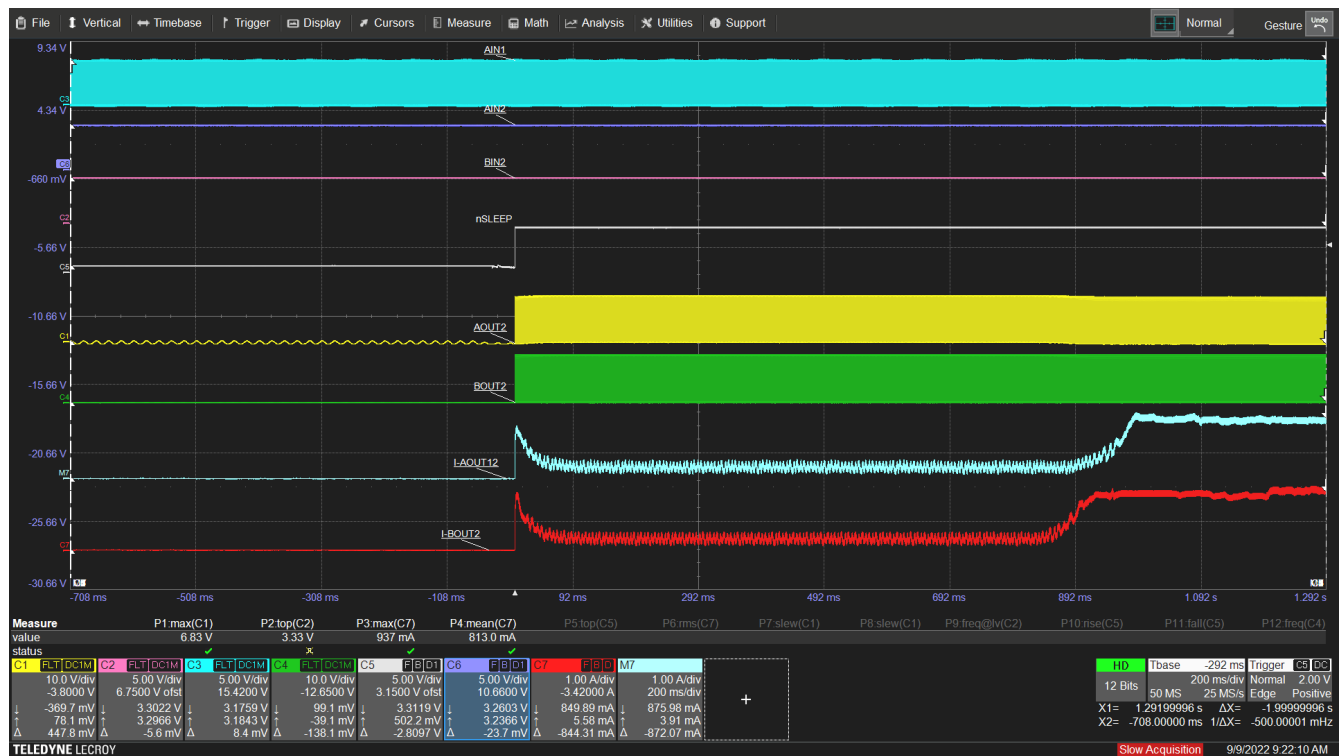 File Vertical Timebase Trigger Display Cursors Measure Math Analysis Utilities Support Normal Gesture Undo
9.34 V
AIN1
C3
4.34 V
AIN2
C6
BIN2
-660 mV
C2
nSLEEP
-5.66 V
C5
-10.66 V
AOUT2
C1
-15.66 V
BOUT2
C4
-20.66 V
I-AOUT12
M7
-25.66 V
I-BOUT2
C7
-30.66 V
-708 ms -508 ms -308 ms -108 ms 92 ms 292 ms 492 ms 692 ms 892 ms 1.092 s 1.292 s
Measure P1:max(C1) P2:top(C2) P3:max(C7) P4:mean(C7) P5:top(C5) P6:rms(C7) P7:slew(C1) P8:slew(C1) P9:freq@lv(C2) P10:rise(C5) P11:fall(C5) P12:freq(C4)
value 6.83 V 3.33 V 937 mA 813.0 mA
status
C1 FLT DC1M C2 FLT DC1M C3 FLT DC1M C4 FLT DC1M C5 F B D1 C6 F B D1 C7 F B D M7 HD Tbase -292 ms Trigger C5 DC
10.0 V/div 5.00 V/div 5.00 V/div 10.0 V/div 5.00 V/div 5.00 V/div 1.00 A/div 1.00 A/div 200 ms/div Normal 2.00 V
-3.8000 V 6.7500 V ofst 15.4200 V -12.6500 V 3.1500 V ofst 10.6600 V -3.42000 A 200 ms/div 12 Bits 50 MS 25 MS/s Edge Positive
↓ -369.7 mV ↓ 3.3022 V ↓ 3.1759 V ↓ 99.1 mV ↓ 3.3119 V ↓ 3.2603 V ↓ 849.89 mA ↓ 875.98 mA X1= 1.29199996 s ΔX= -1.99999996 s
↑ 78.1 mV ↑ 3.2966 V ↑ 3.1843 V ↑ -39.1 mV ↑ 502.2 mV ↑ 3.2366 V ↑ 5.58 mA ↑ 3.91 mA X2= -708.00000 ms 1/ΔX= -500.00001 mHz
Δ 447.8 mV Δ -5.6 mV Δ 8.4 mV Δ -138.1 mV Δ -2.8097 V Δ -23.7 mV Δ -844.31 mA Δ -872.07 mA
TELEDYNE LECROY Slow Acquisition 9/9/2022 9:22:10 AM